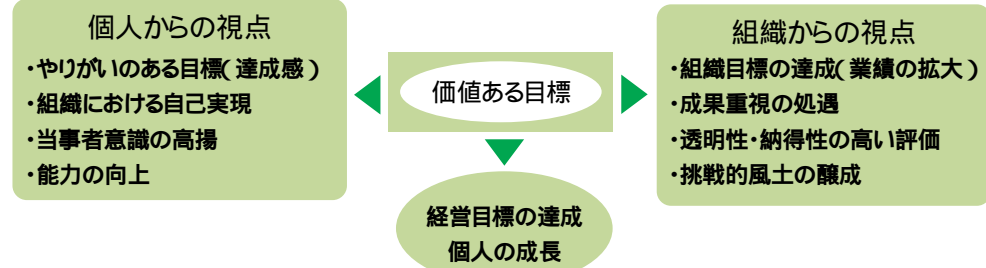 個人からの視点
・やりがいのある目標(達成感)
・組織における自己実現
・当事者意識の高揚
・能力の向上
価値ある目標
組織からの視点
・組織目標の達成(業績の拡大)
・成果重視の処遇
・透明性・納得性の高い評価
・挑戦的風土の醸成
経営目標の達成
個人の成長